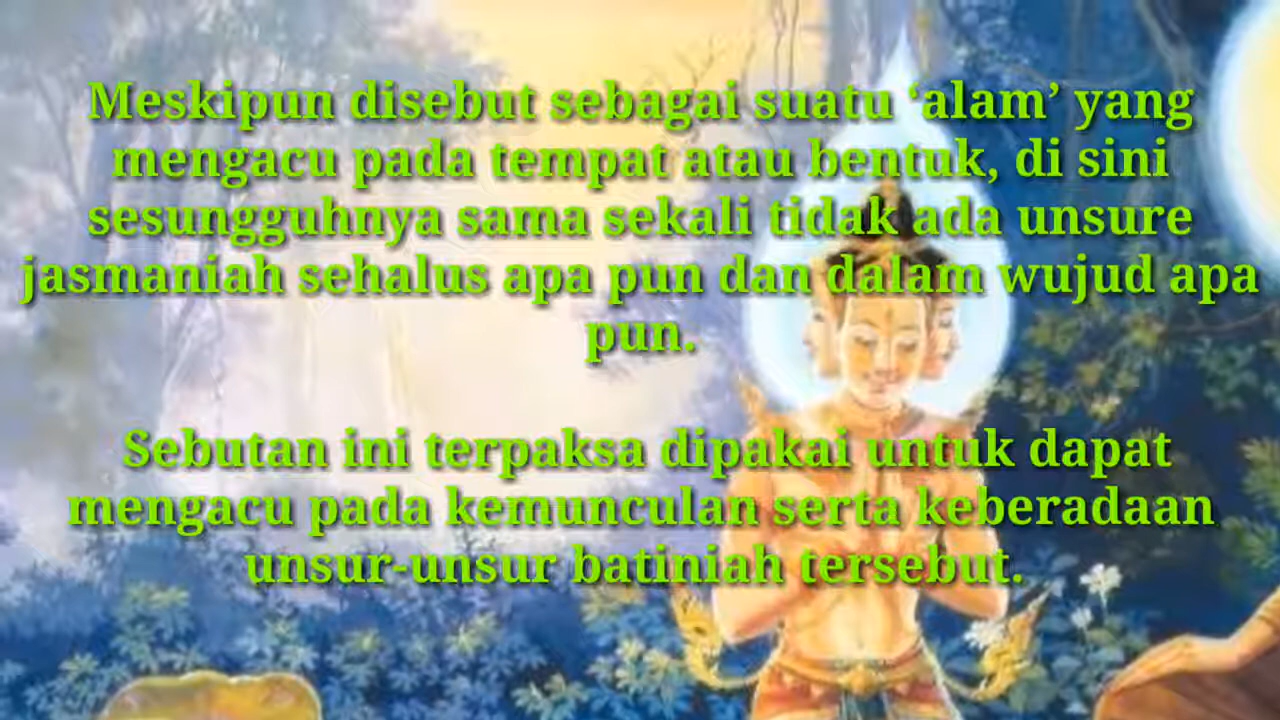 Meskipun disebut sebagai suatu ‘alam’ yang
mengacu pada tempat atau bentuk, di sini
sesungguhnya sama sekali tidak ada unsure
jasmaniah sehalus apa pun dan dalam wujud apa
pun.
Sebutan ini terpaksa dipakai untuk dapat
mengacu pada kemunculan serta keberadaan
unsur-unsur batiniah tersebut.